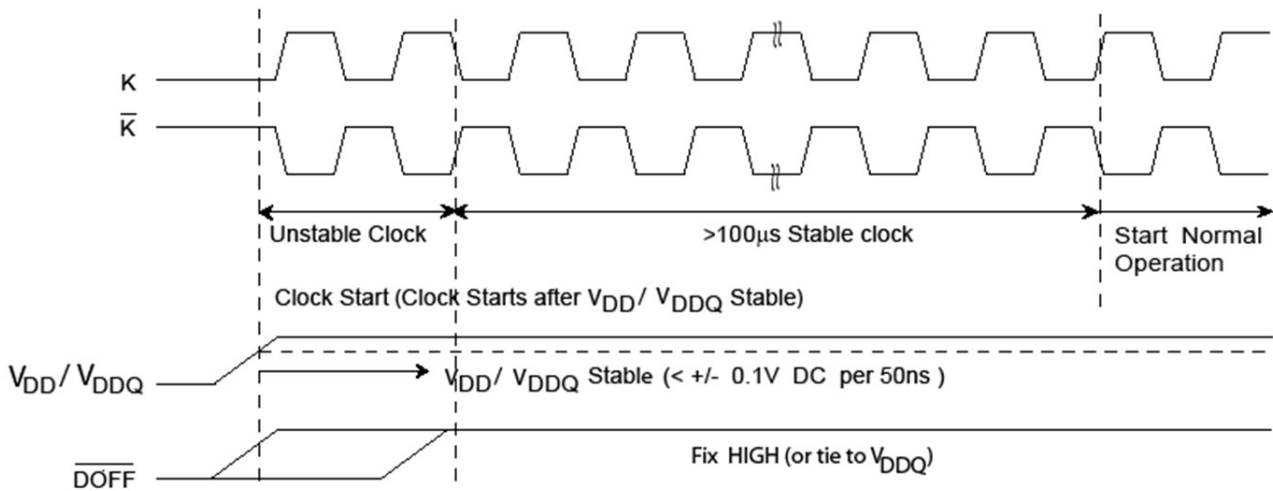 K
K̅
Unstable Clock
>100μs Stable clock
Start Normal
Operation
Clock Start (Clock Starts after VDD/ VDDQ Stable)
VDD/ VDDQ
VDD/ VDDQ Stable (< +/- 0.1V DC per 50ns )
D̅O̅F̅F̅
Fix HIGH (or tie to VDDQ)